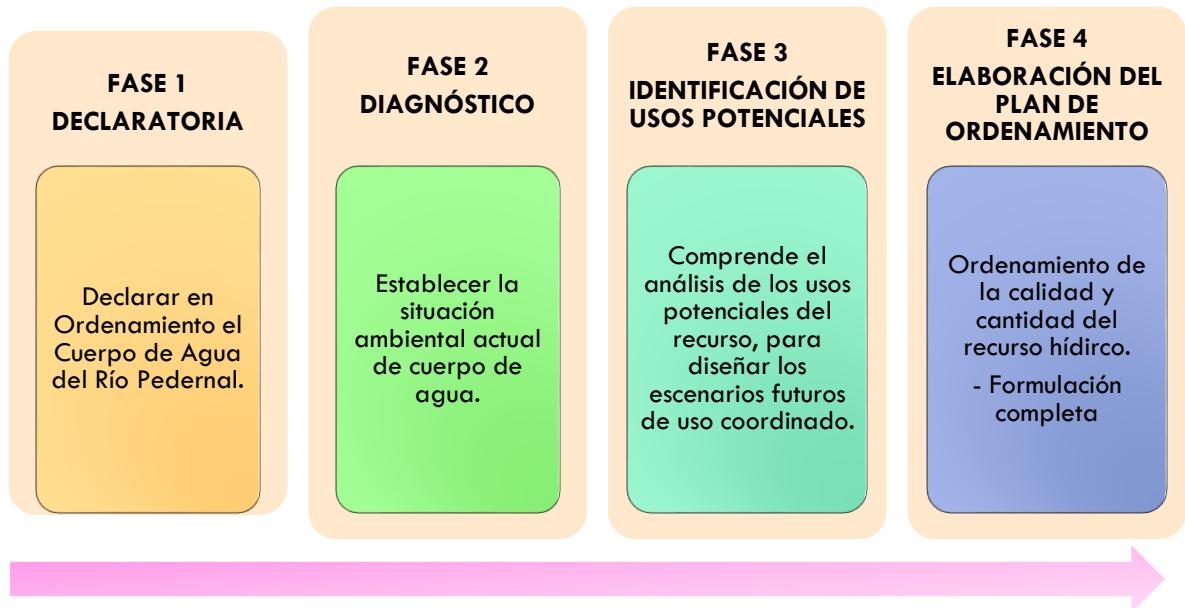 FASE 1
DECLARATORIA
Declarar en
Ordenamiento el
Cuerpo de Agua
del Río Pedernal.
FASE 2
DIAGNÓSTICO
Establecer la
situación
ambiental actual
de cuerpo de
agua.
FASE 3
IDENTIFICACIÓN DE
USOS POTENCIALES
Comprende el
análisis de los usos
potenciales del
recurso, para
diseñar los
escenarios futuros
de uso coordinado.
FASE 4
ELABORACIÓN DEL
PLAN DE
ORDENAMIENTO
Ordenamiento de
la calidad y
cantidad del
recurso hídirco.
- Formulación
completa